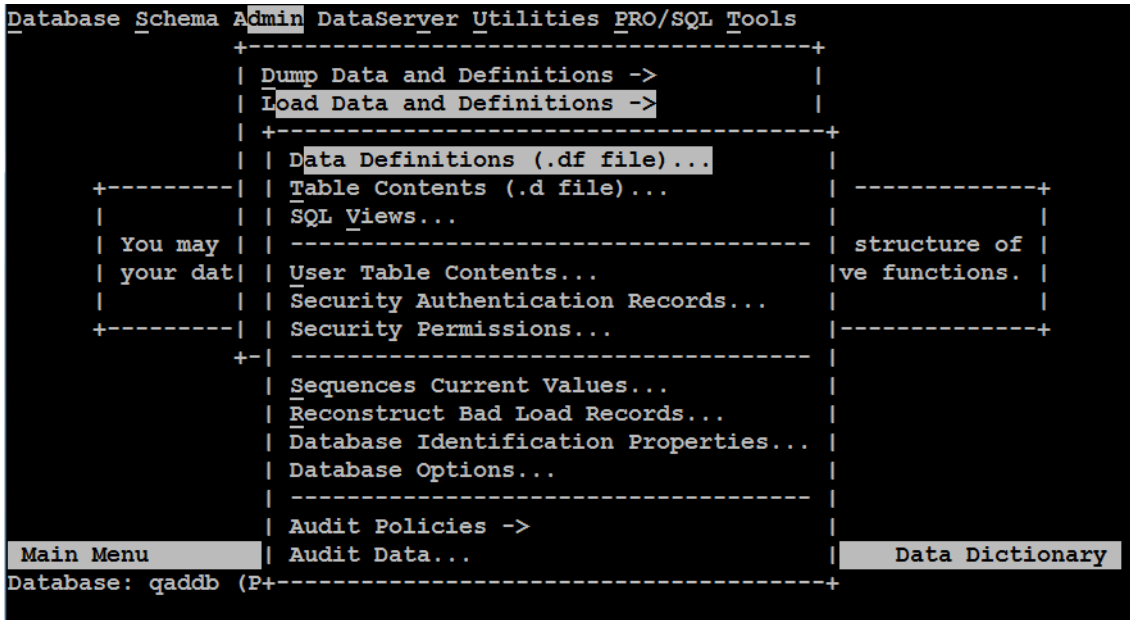 Database Schema Admin DataServer Utilities PRO/SQL Tools
Dump Data and Definitions ->
Load Data and Definitions ->
Data Definitions (.df file)...
Table Contents (.d file)...
SQL Views...
You may structure of
your dat ve functions.
User Table Contents...
Security Authentication Records...
Security Permissions...
Sequences Current Values...
Reconstruct Bad Load Records...
Database Identification Properties...
Database Options...
Audit Policies ->
Audit Data...
Main Menu Data Dictionary
Database: qaddb (P